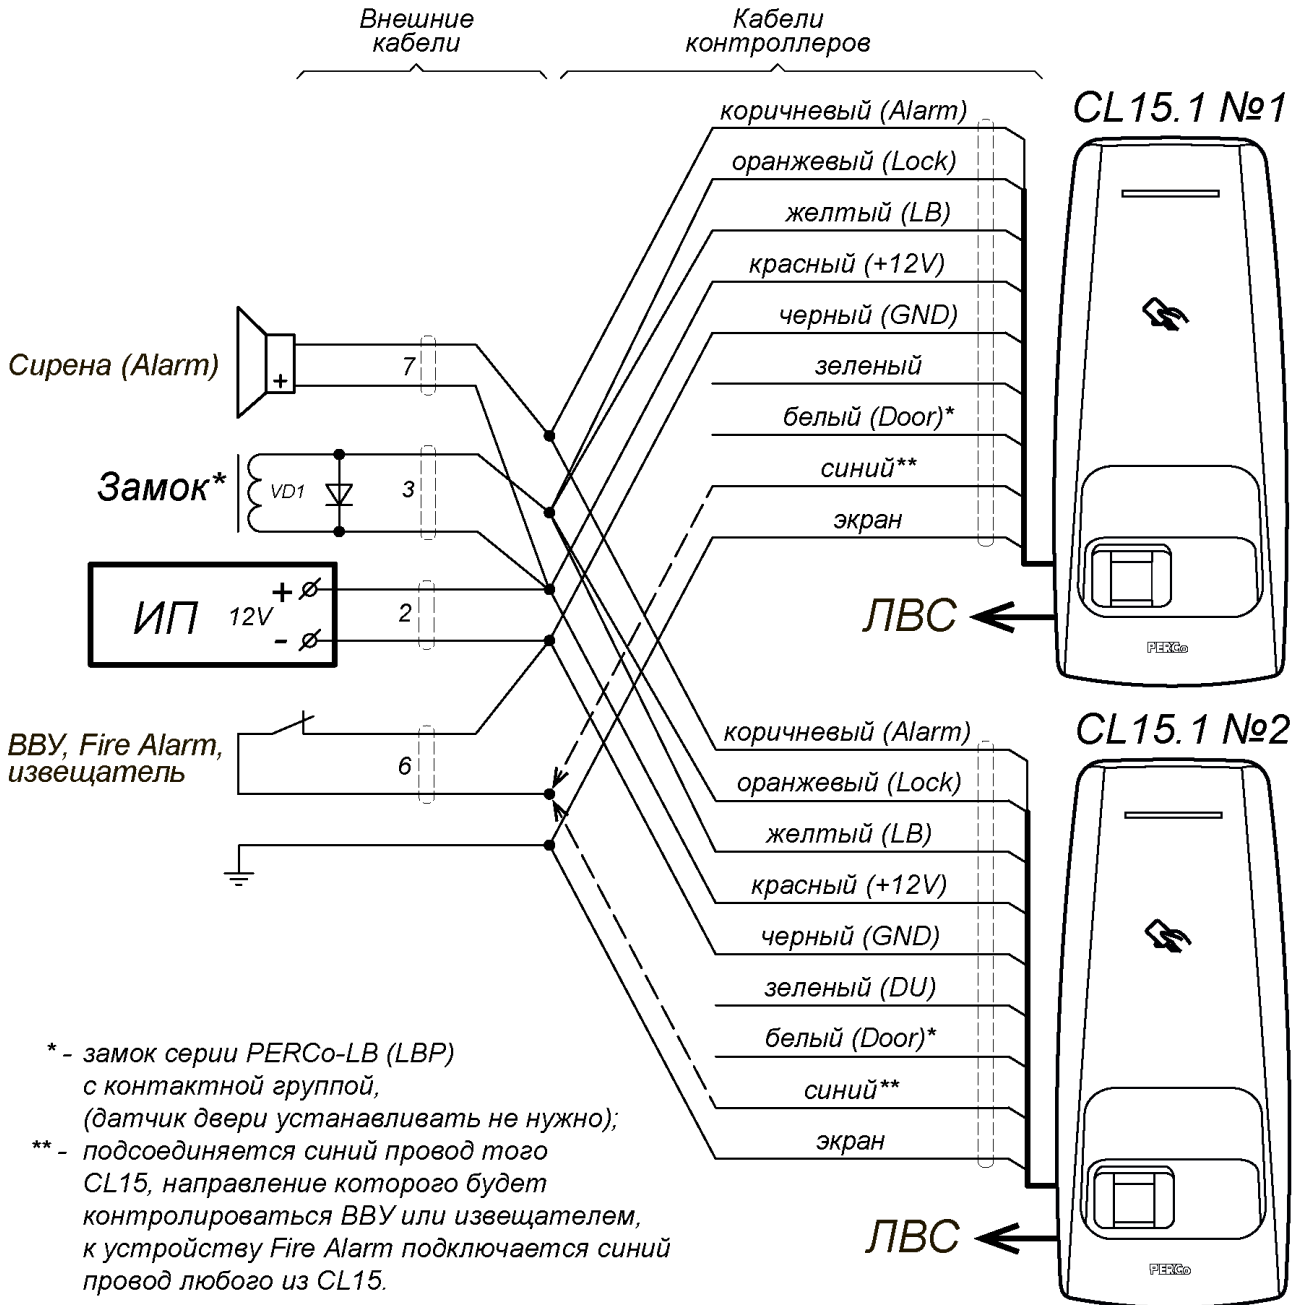 Внешние
кабели
Кабели
контроллеров
CL15.1 №1
коричневый (Alarm)
оранжевый (Lock)
желтый (LB)
красный (+12V)
черный (GND)
зеленый
белый (Door)*
синий**
экран
Сирена (Alarm)
+
7
Замок*
VD1
3
ИП
12V
+
-
2
ЛВС
PERCo
ВВУ, Fire Alarm,
извещатель
6
CL15.1 №2
коричневый (Alarm)
оранжевый (Lock)
желтый (LB)
красный (+12V)
черный (GND)
зеленый (DU)
белый (Door)*
синий**
экран
ЛВС
PERCo
* - замок серии PERCo-LB (LBP)
с контактной группой,
(датчик двери устанавливать не нужно);
** - подсоединяется синий провод того
CL15, направление которого будет
контролироваться ВВУ или извещателем,
к устройству Fire Alarm подключается синий
провод любого из CL15.